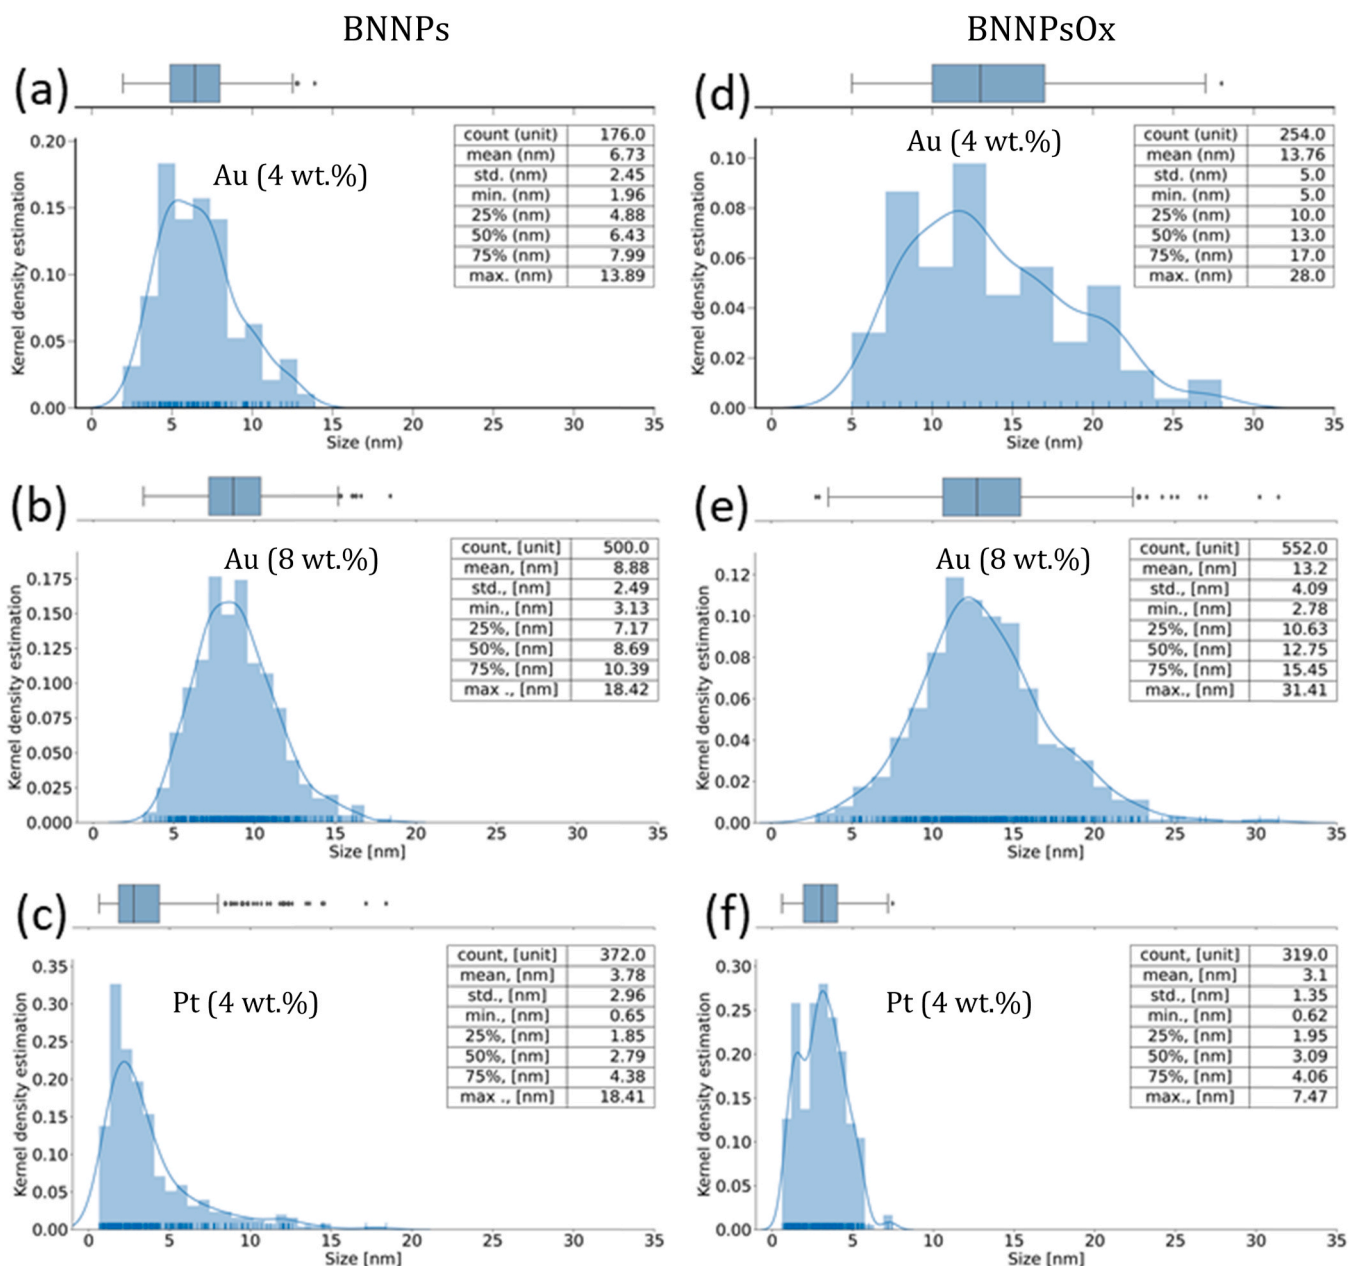 BNNPs
BNNPsOx
(a)
Au (4 wt.%)
count (unit) 176.0
mean (nm) 6.73
std. (nm) 2.45
min. (nm) 1.96
25% (nm) 4.88
50% (nm) 6.43
75% (nm) 7.99
max. (nm) 13.89
Kernel density estimation
0.20
0.15
0.10
0.05
0.00
0 5 10 15 20 25 30 35
Size (nm)
(d)
Au (4 wt.%)
count (unit) 254.0
mean (nm) 13.76
std. (nm) 5.0
min. (nm) 5.0
25% (nm) 10.0
50% (nm) 13.0
75%, (nm) 17.0
max. (nm) 28.0
Kernel density estimation
0.10
0.08
0.06
0.04
0.02
0.00
0 5 10 15 20 25 30 35
Size (nm)
(b)
Au (8 wt.%)
count, [unit] 500.0
mean, [nm] 8.88
std., [nm] 2.49
min., [nm] 3.13
25%, [nm] 7.17
50%, [nm] 8.69
75%, [nm] 10.39
max ., [nm] 18.42
Kernel density estimation
0.175
0.150
0.125
0.100
0.075
0.050
0.025
0.000
0 5 10 15 20 25 30 35
Size [nm]
(e)
Au (8 wt.%)
count, [unit] 552.0
mean, [nm] 13.2
std., [nm] 4.09
min., [nm] 2.78
25%, [nm] 10.63
50%, [nm] 12.75
75%, [nm] 15.45
max., [nm] 31.41
Kernel density estimation
0.12
0.10
0.08
0.06
0.04
0.02
0.00
0 5 10 15 20 25 30 35
Size [nm]
(c)
Pt (4 wt.%)
count, [unit] 372.0
mean, [nm] 3.78
std., [nm] 2.96
min., [nm] 0.65
25%, [nm] 1.85
50%, [nm] 2.79
75%, [nm] 4.38
max ., [nm] 18.41
Kernel density estimation
0.35
0.30
0.25
0.20
0.15
0.10
0.05
0.00
0 5 10 15 20 25 30 35
Size [nm]
(f)
Pt (4 wt.%)
count, [unit] 319.0
mean, [nm] 3.1
std., [nm] 1.35
min., [nm] 0.62
25%, [nm] 1.95
50%, [nm] 3.09
75%, [nm] 4.06
max., [nm] 7.47
Kernel density estimation
0.30
0.25
0.20
0.15
0.10
0.05
0.00
0 5 10 15 20 25 30 35
Size [nm]